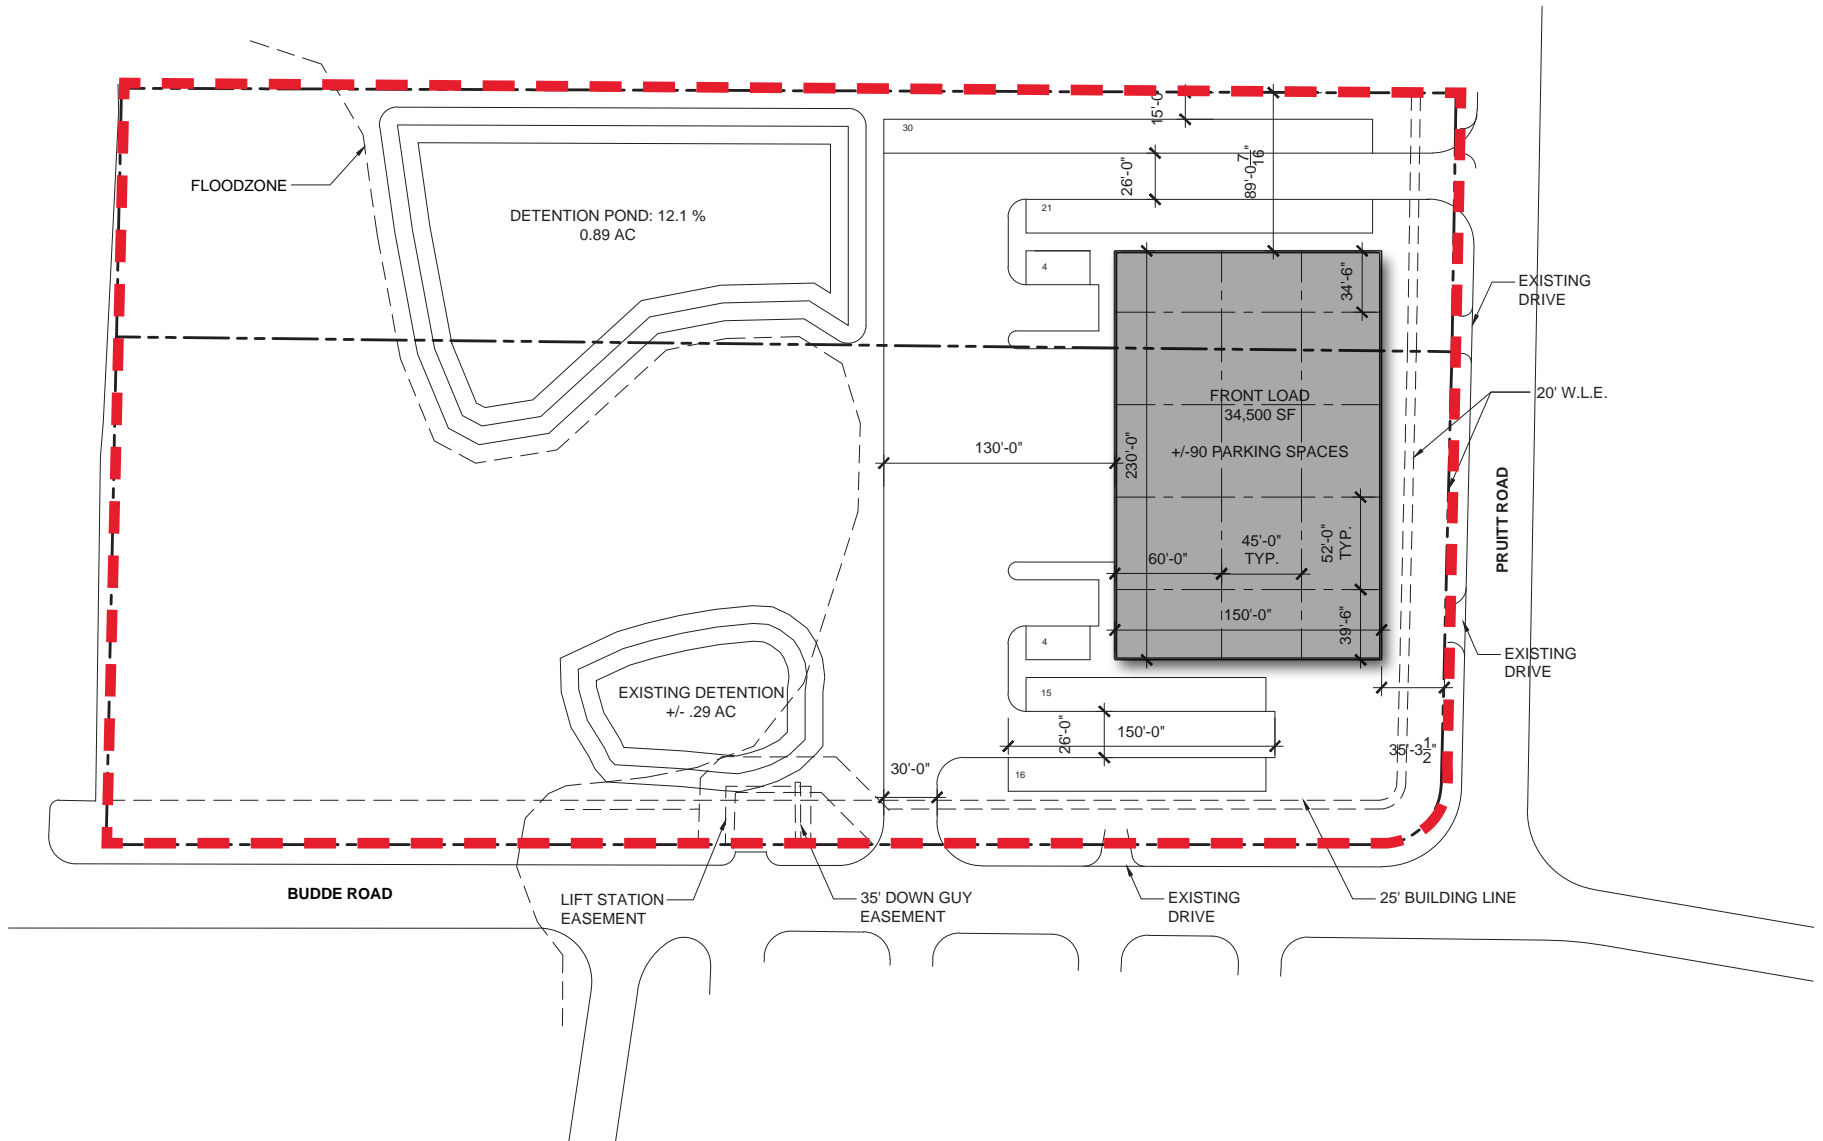 15'-0"
30
26'-0"
89'-0 7/16"
FLOODZONE
DETENTION POND: 12.1 %
0.89 AC
21
4
34'-6"
EXISTING
DRIVE
FRONT LOAD
34,500 SF
20' W.L.E.
130'-0"
230'-0"
+/-90 PARKING SPACES
PRUITT ROAD
60'-0"
45'-0"
TYP.
52'-0"
TYP.
150'-0"
39'-6"
4
EXISTING
DRIVE
EXISTING DETENTION
+/- .29 AC
15
26'-0"
150'-0"
35'-3 1/2"
30'-0"
16
BUDDE ROAD
LIFT STATION
EASEMENT
35' DOWN GUY
EASEMENT
EXISTING
DRIVE
25' BUILDING LINE